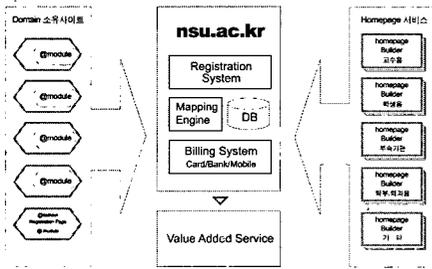 Domain 소유사이트
@module
@module
@module
@module
Registration Page
@ Module
nsu.ac.kr
Registration
System
Mapping
Engine
DB
Billing System
Card/Bank/Mobile
Value Added Service
Homepage 서비스
homepage
Builder
교수용
homepage
Builder
학생용
homepage
Builder
부속기관
homepage
Builder
학부,학과용
homepage
Builder
기 타